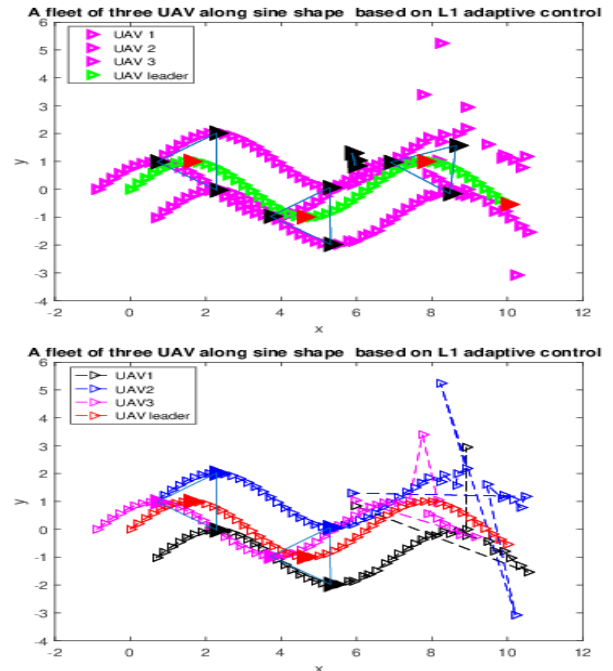 A fleet of three UAV along sine shape based on L1 adaptive control
6
5
4
3
2
1
0
-1
-2
-3
-4
y
UAV 1
UAV 2
UAV 3
UAV leader
-2
0
2
4
6
8
10
12
x
A fleet of three UAV along sine shape based on L1 adaptive control
6
5
4
3
2
1
0
-1
-2
-3
-4
y
UAV1
UAV2
UAV3
UAV leader
-2
0
2
4
6
8
10
12
x